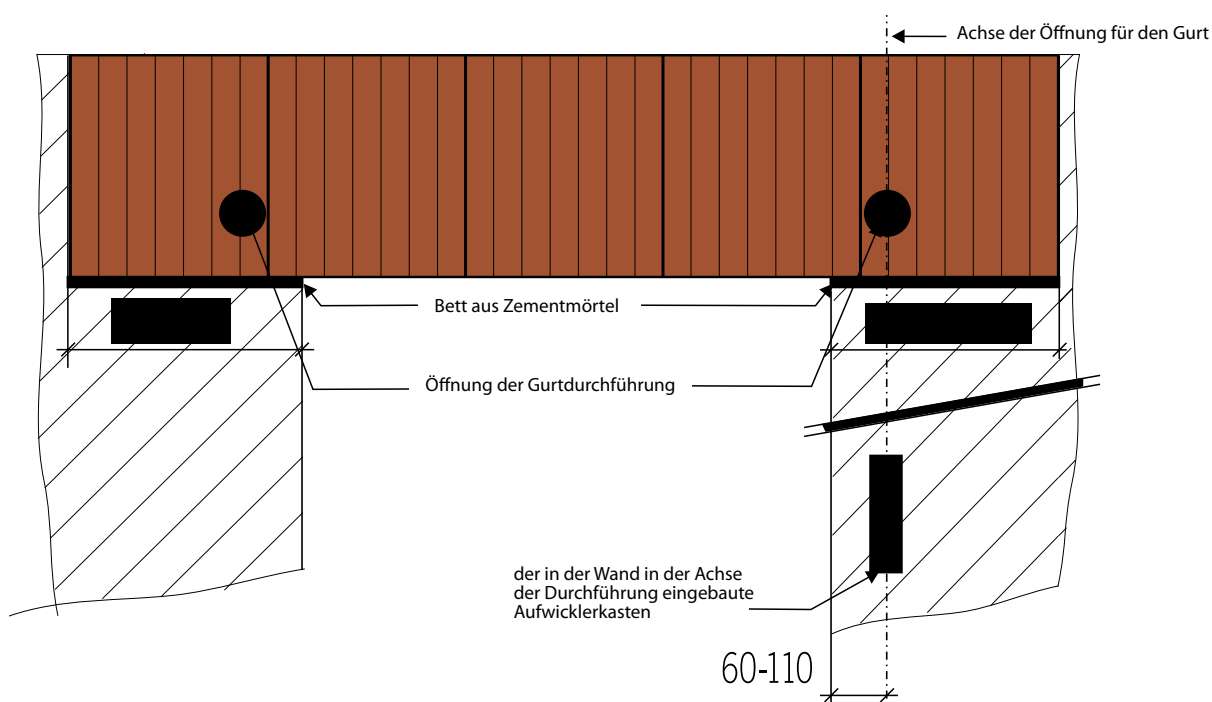 Achse der Öffnung für den Gurt
Bett aus Zementmörtel
Öffnung der Gurtdurchführung
der in der Wand in der Achse
der Durchführung eingebaute
Aufwicklerkasten
60-110